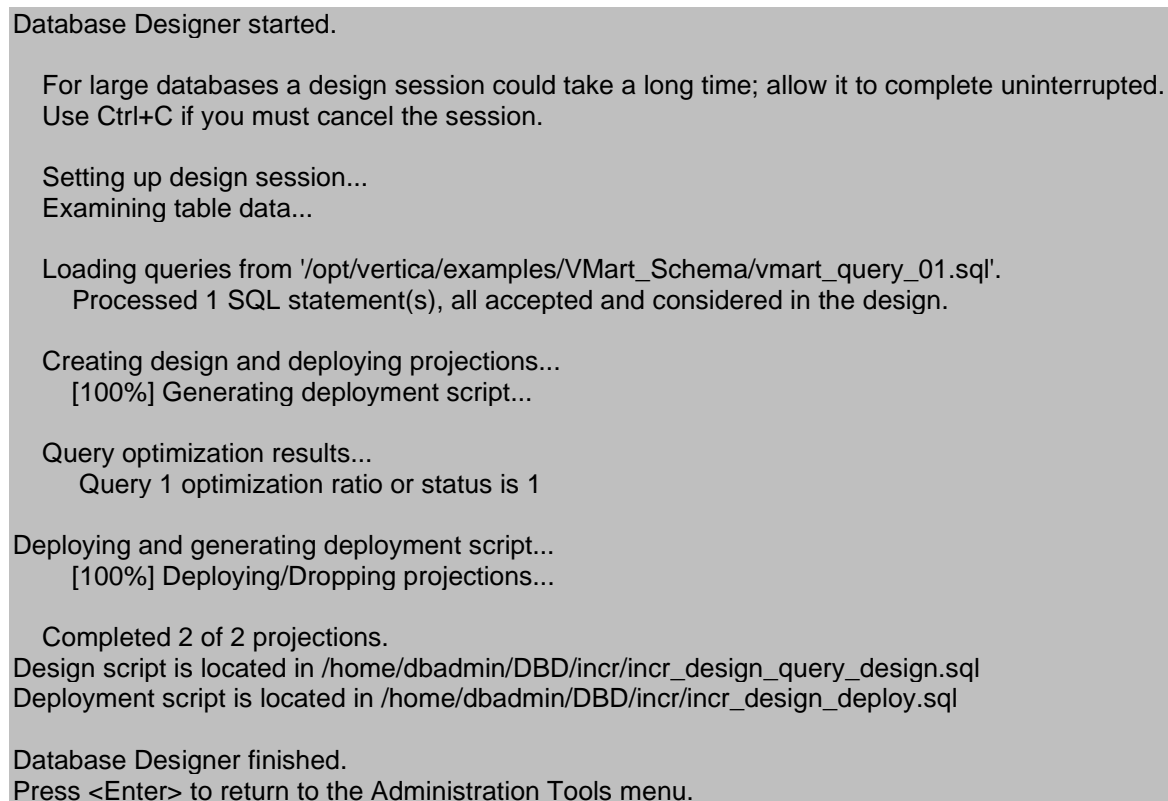 Database Designer started.
For large databases a design session could take a long time; allow it to complete uninterrupted.
Use Ctrl+C if you must cancel the session.
Setting up design session...
Examining table data...
Loading queries from '/opt/vertica/examples/VMart_Schema/vmart_query_01.sql'.
Processed 1 SQL statement(s), all accepted and considered in the design.
Creating design and deploying projections...
[100%] Generating deployment script...
Query optimization results...
Query 1 optimization ratio or status is 1
Deploying and generating deployment script...
[100%] Deploying/Dropping projections...
Completed 2 of 2 projections.
Design script is located in /home/dbadmin/DBD/incr/incr_design_query_design.sql
Deployment script is located in /home/dbadmin/DBD/incr/incr_design_deploy.sql
Database Designer finished.
Press <Enter> to return to the Administration Tools menu.